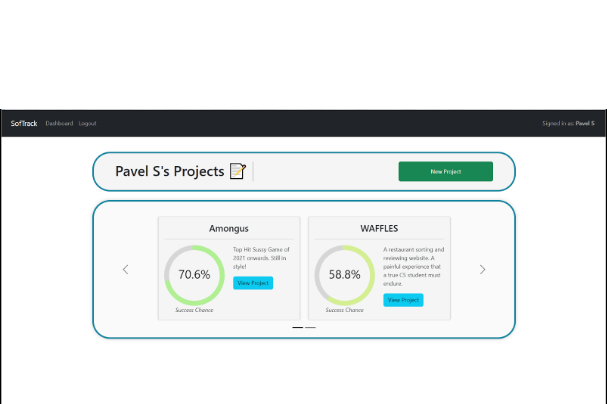 SofTrack Dashboard Logout Signed in as: Pavel S
Pavel S's Projects
New Project
Amongus
70.6%
Success Chance
Top Hit Sussy Game of
2021 onwards. Still in
style!
View Project
WAFFLES
58.8%
Success Chance
A restaurant sorting and
reviewing website. A
painful experience that
a true CS student must
endure.
View Project